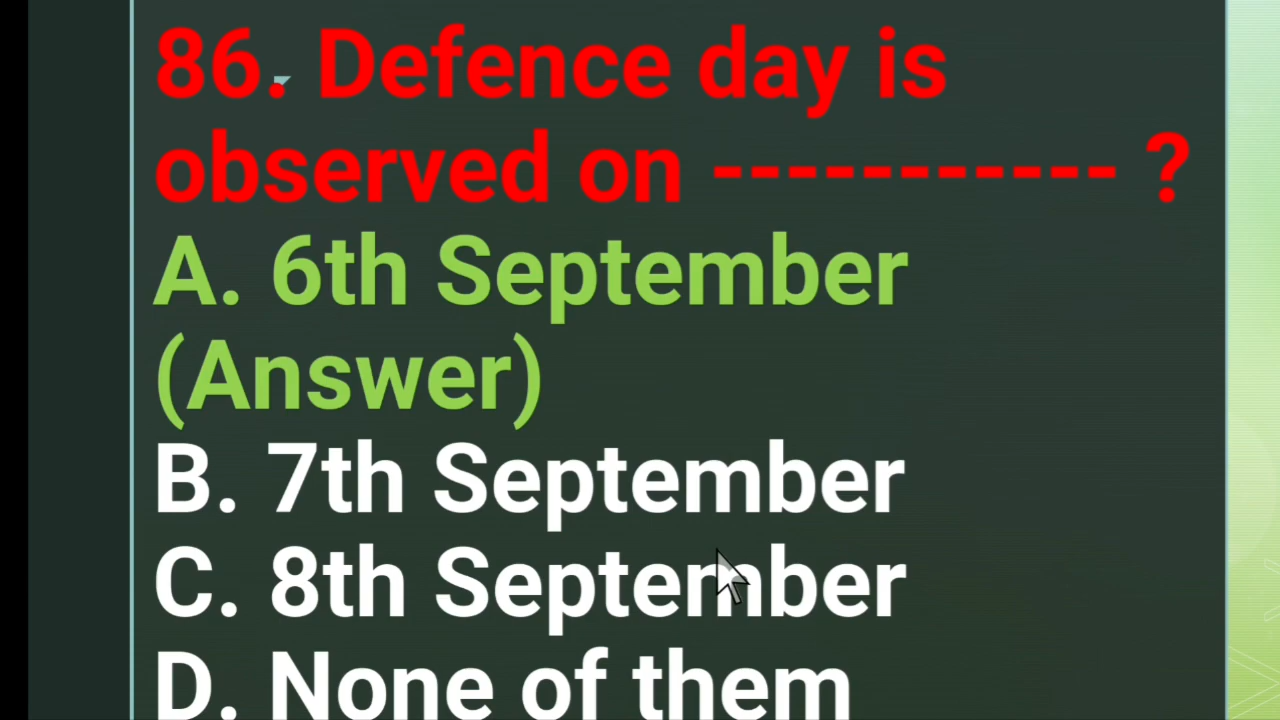 86. Defence day is
observed on ----------- ?
A. 6th September
(Answer)
B. 7th September
C. 8th September
D. None of them